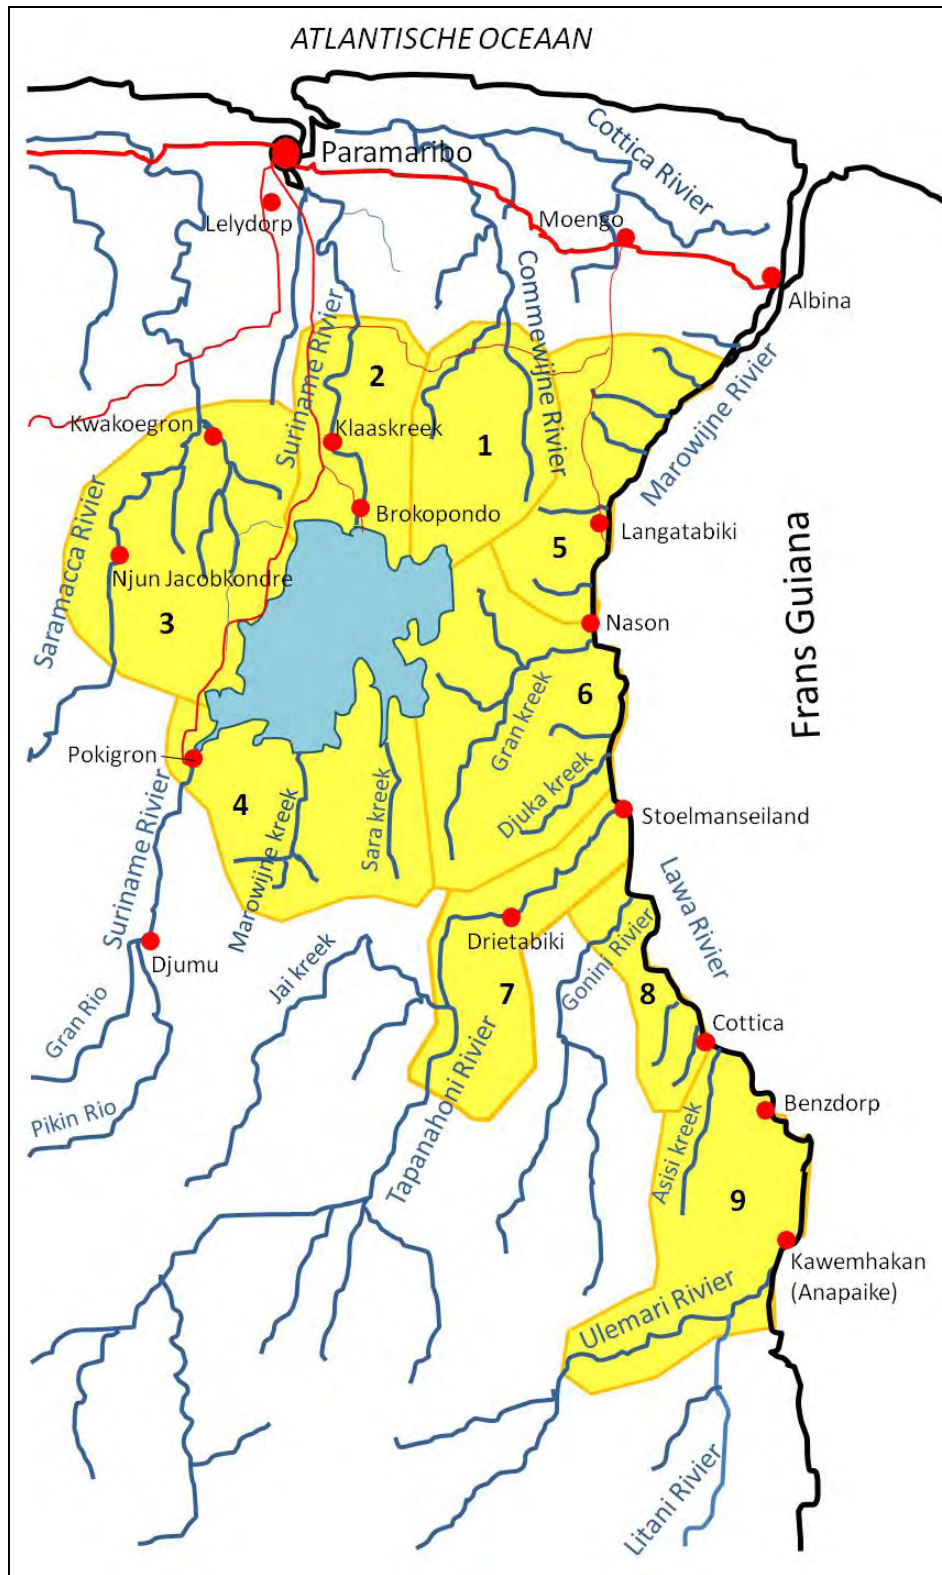 ATLANTISCHE OCEAAN
Paramaribo
Cottica Rivier
Lelydorp
Moengo
Albina
Suriname Rivier
Commewijne Rivier
Marowijne Rivier
2
Kwakoegron
Klaaskreek
1
Saramacca Rivier
Brokopondo
Langatabiki
5
Njun Jacobkondre
3
Nason
Frans Guiana
6
Gran kreek
Pokigron
Djuka kreek
4
Marowijne kreek
Sara kreek
Stoelmanseiland
Suriname Rivier
Lawa Rivier
Drietabiki
Djumu
Jai kreek
Gonini Rivier
7
8
Gran Rio
Cottica
Tapanahoni Rivier
Pikin Rio
Benzdorp
Asisi kreek
9
Kawemhakan
(Anapaike)
Ulemari Rivier
Litani Rivier